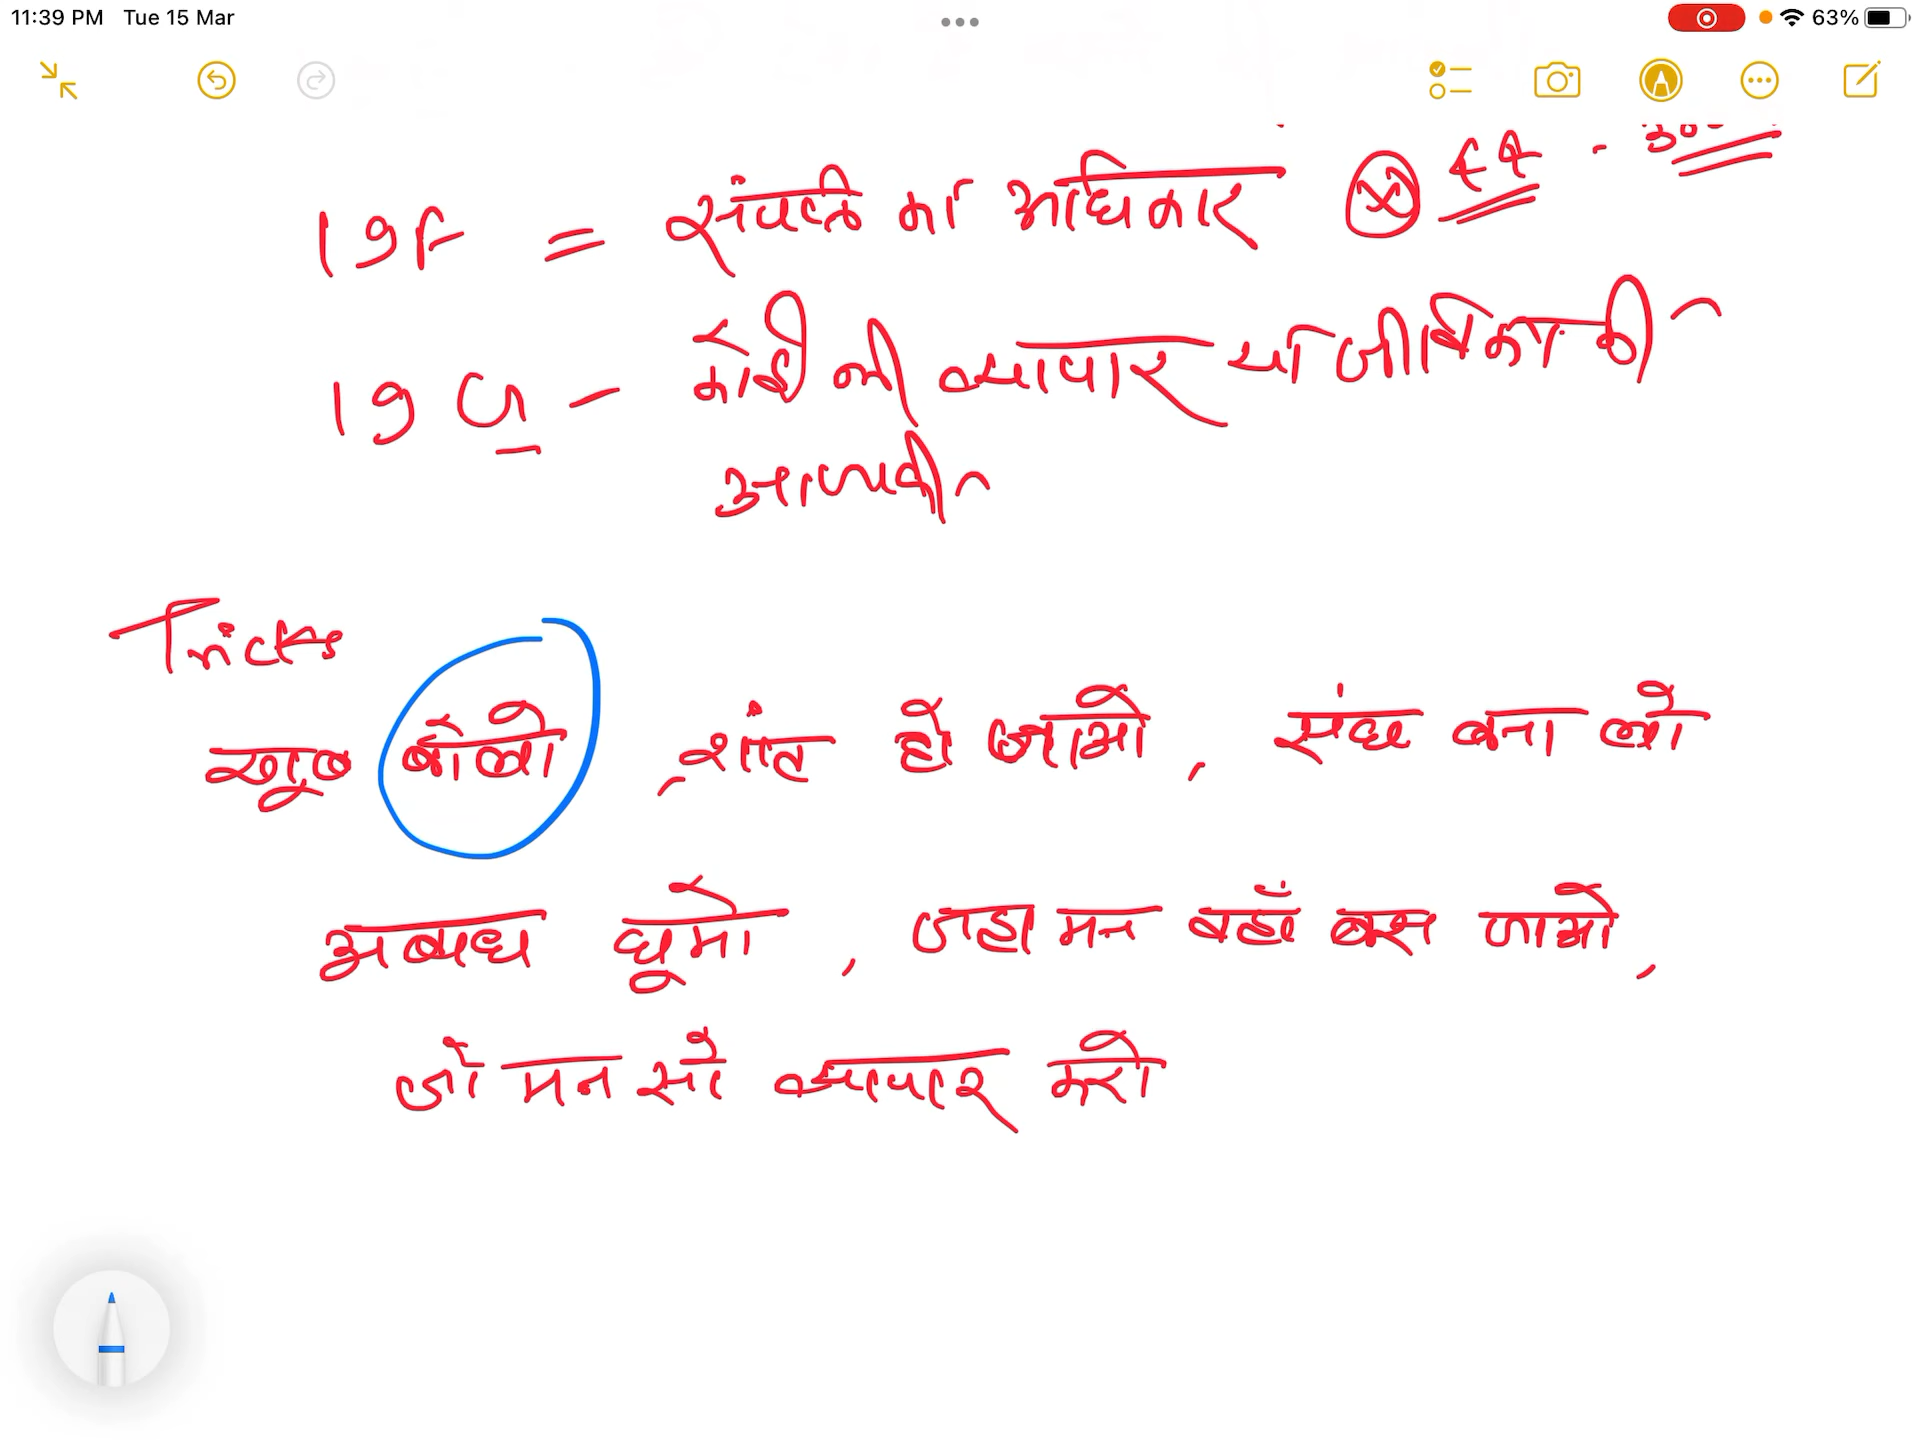 11:39 PM Tue 15 Mar 63%
19f = संपत्ति का अधिकार 44 - 300
19 G - कोई भी व्यापार या जीविका की
आजादी
Tricks
खूब बोलो , शांत हो जाओ , संघ बना लो
अबाध घूमो , जहा मन वहाँ बस जाओ ,
जो मन सो व्यापार करो